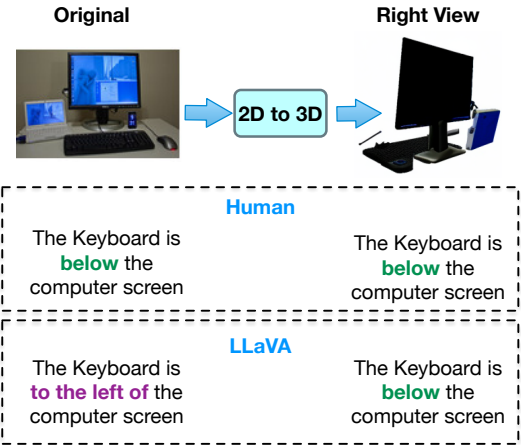 Original
Right View
2D to 3D
Human
The Keyboard is
below the
computer screen
The Keyboard is
below the
computer screen
LLaVA
The Keyboard is
to the left of the
computer screen
The Keyboard is
below the
computer screen